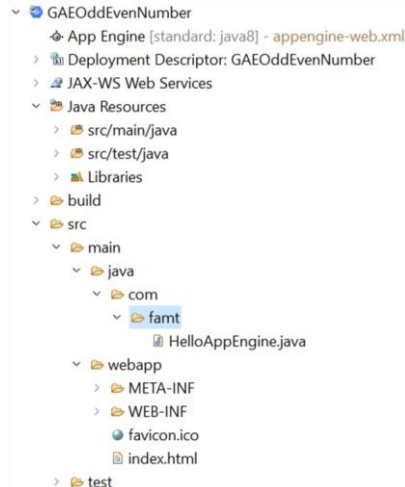 GAEOddEvenNumber
App Engine [standard: java8] - appengine-web.xml
Deployment Descriptor: GAEOddEvenNumber
JAX-WS Web Services
Java Resources
src/main/java
src/test/java
Libraries
build
src
main
java
com
famt
HelloAppEngine.java
webapp
META-INF
WEB-INF
favicon.ico
index.html
test